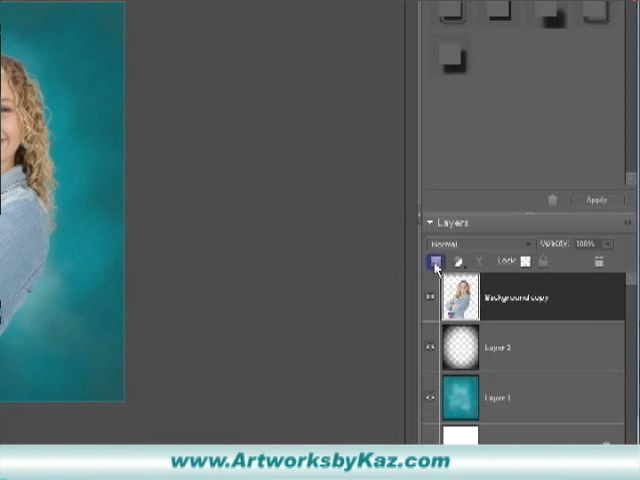 Apply
Layers
Normal
Opacity: 100%
Lock:
Background copy
Layer 2
Layer 1
www.ArtworksbyKaz.com